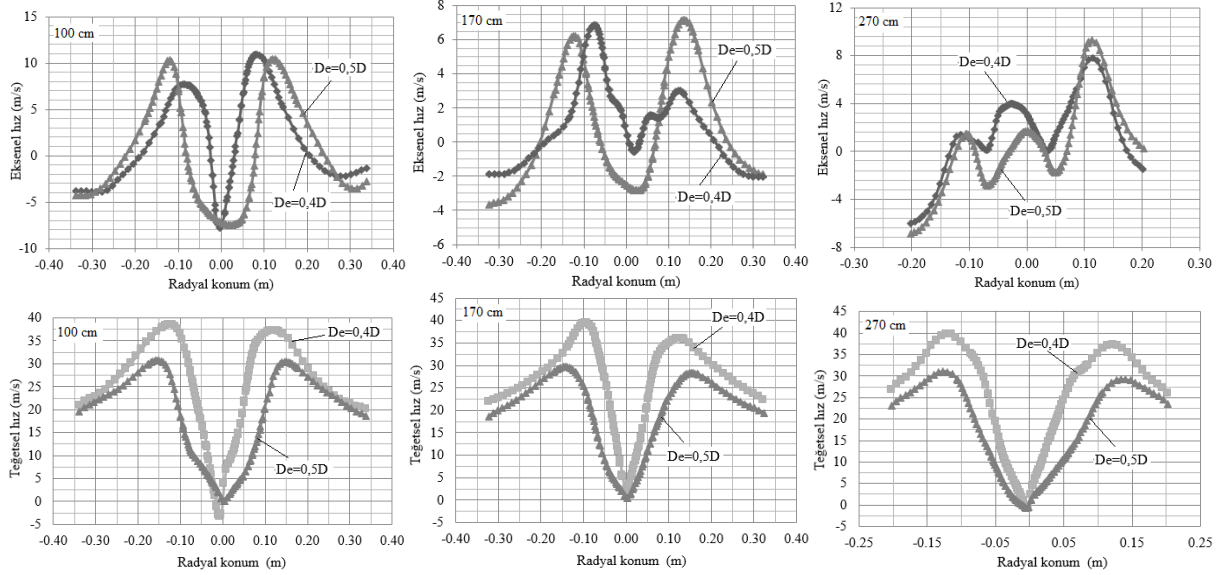 100 cm
De=0,5D
De=0,4D
Eksenel hız (m/s)
15
10
5
0
-5
-10
-0.40 -0.30 -0.20 -0.10 0.00 0.10 0.20 0.30 0.40
Radyal konum (m)
170 cm
De=0,5D
De=0,4D
Eksenel hız (m/s)
8
6
4
2
0
-2
-4
-6
-0.40 -0.30 -0.20 -0.10 0.00 0.10 0.20 0.30 0.40
Radyal konum (m)
270 cm
De=0,4D
De=0,5D
Eksenel hız (m/s)
12
8
4
0
-4
-8
-0.30 -0.20 -0.10 0.00 0.10 0.20 0.30
Radyal konum (m)
100 cm
De=0,4D
De=0,5D
Teğetsel hız (m/s)
40
35
30
25
20
15
10
5
0
-5
-0.40 -0.30 -0.20 -0.10 0.00 0.10 0.20 0.30 0.40
Radyal konum (m)
170 cm
De=0,4D
De=0,5D
Teğetsel hız (m/s)
45
40
35
30
25
20
15
10
5
0
-5
-0.40 -0.30 -0.20 -0.10 0.00 0.10 0.20 0.30 0.40
Radyal konum (m)
270 cm
De=0,4D
De=0,5D
Teğetsel hız (m/s)
45
40
35
30
25
20
15
10
5
0
-5
-0.25 -0.15 -0.05 0.05 0.15 0.25
Radyal konum (m)